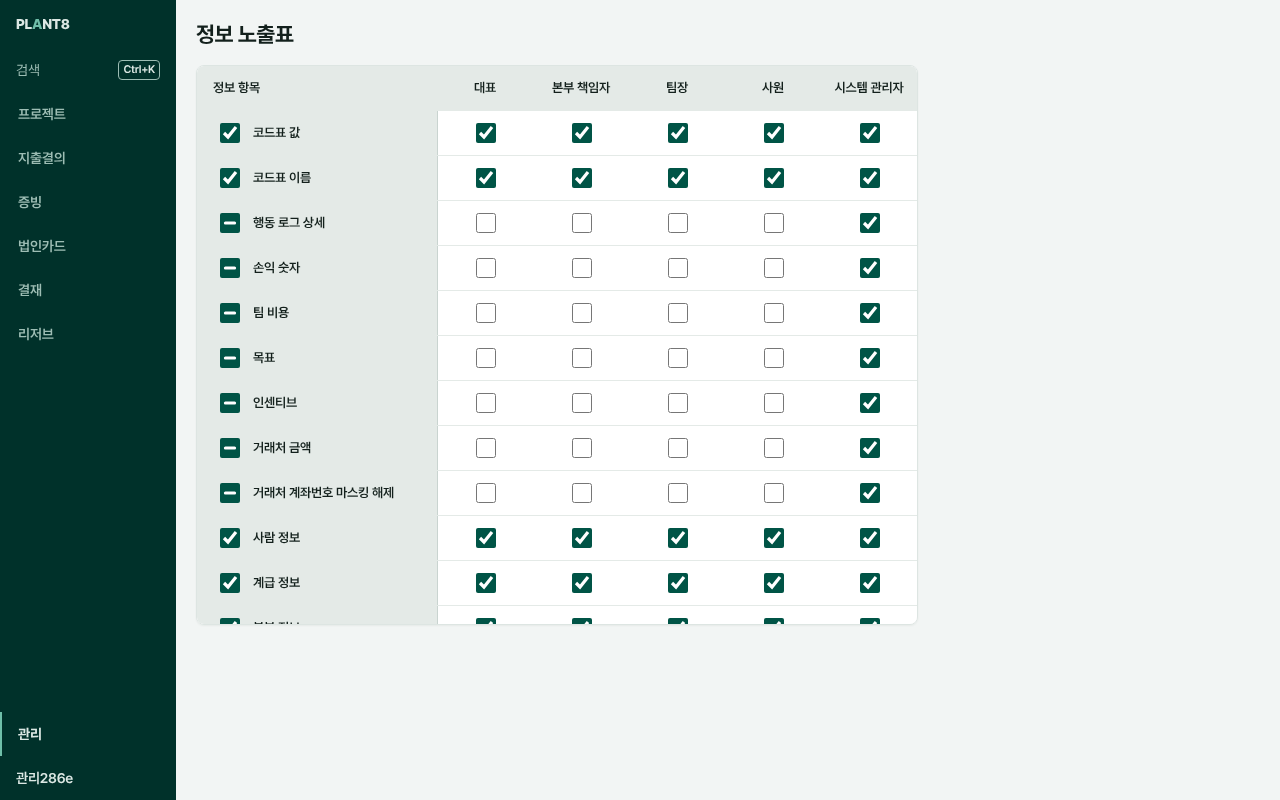 PLANT8
검색 Ctrl+K
프로젝트
지출결의
증빙
법인카드
결재
리저브
관리
관리286e
정보 노출표
정보 항목 대표 본부 책임자 팀장 사원 시스템 관리자
코드표 값
코드표 이름
행동 로그 상세
손익 숫자
팀 비용
목표
인센티브
거래처 금액
거래처 계좌번호 마스킹 해제
사람 정보
계급 정보